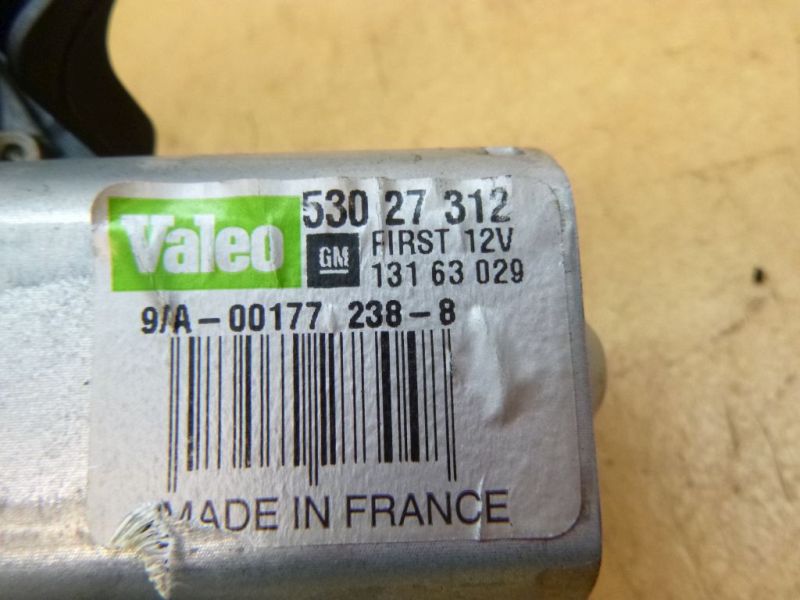 Valeo 530 27 312
GM FIRST 12V
131 63 029
9/A-00177 238-8
MADE IN FRANCE